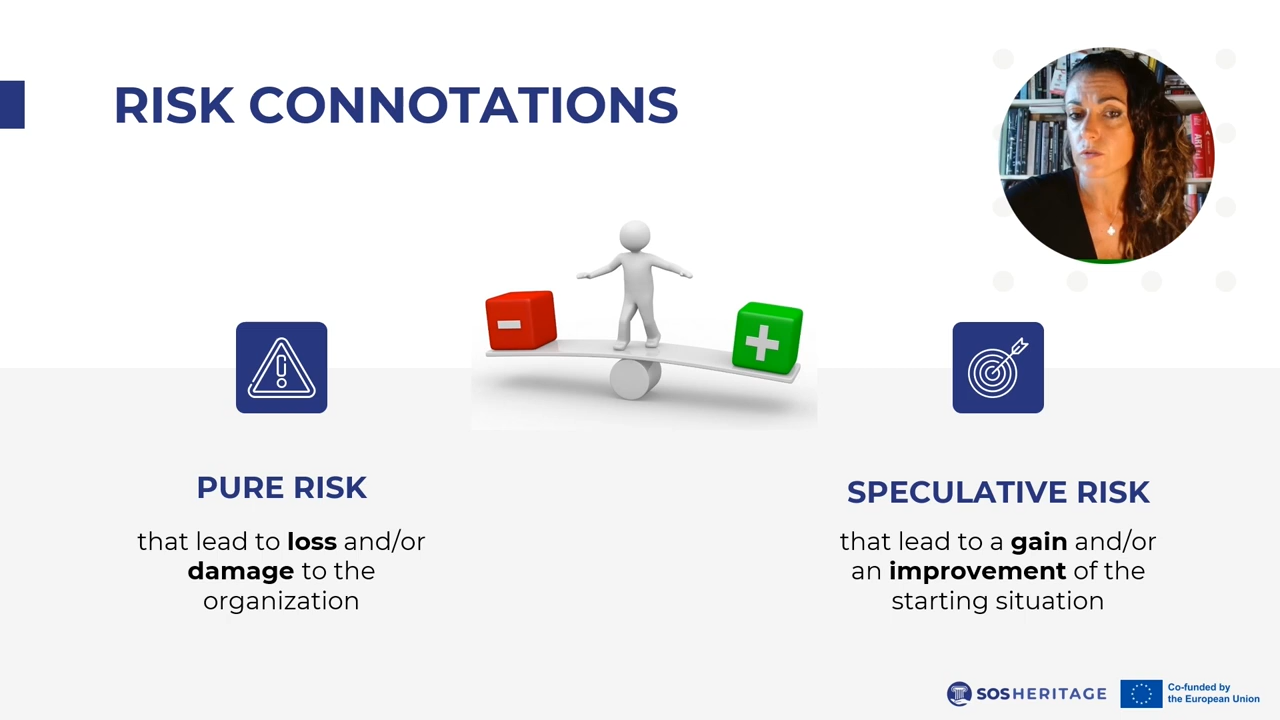 RISK CONNOTATIONS
PURE RISK
that lead to loss and/or
damage to the
organization
SPECULATIVE RISK
that lead to a gain and/or
an improvement of the
starting situation
SOSHERITAGE
Co-funded by
the European Union